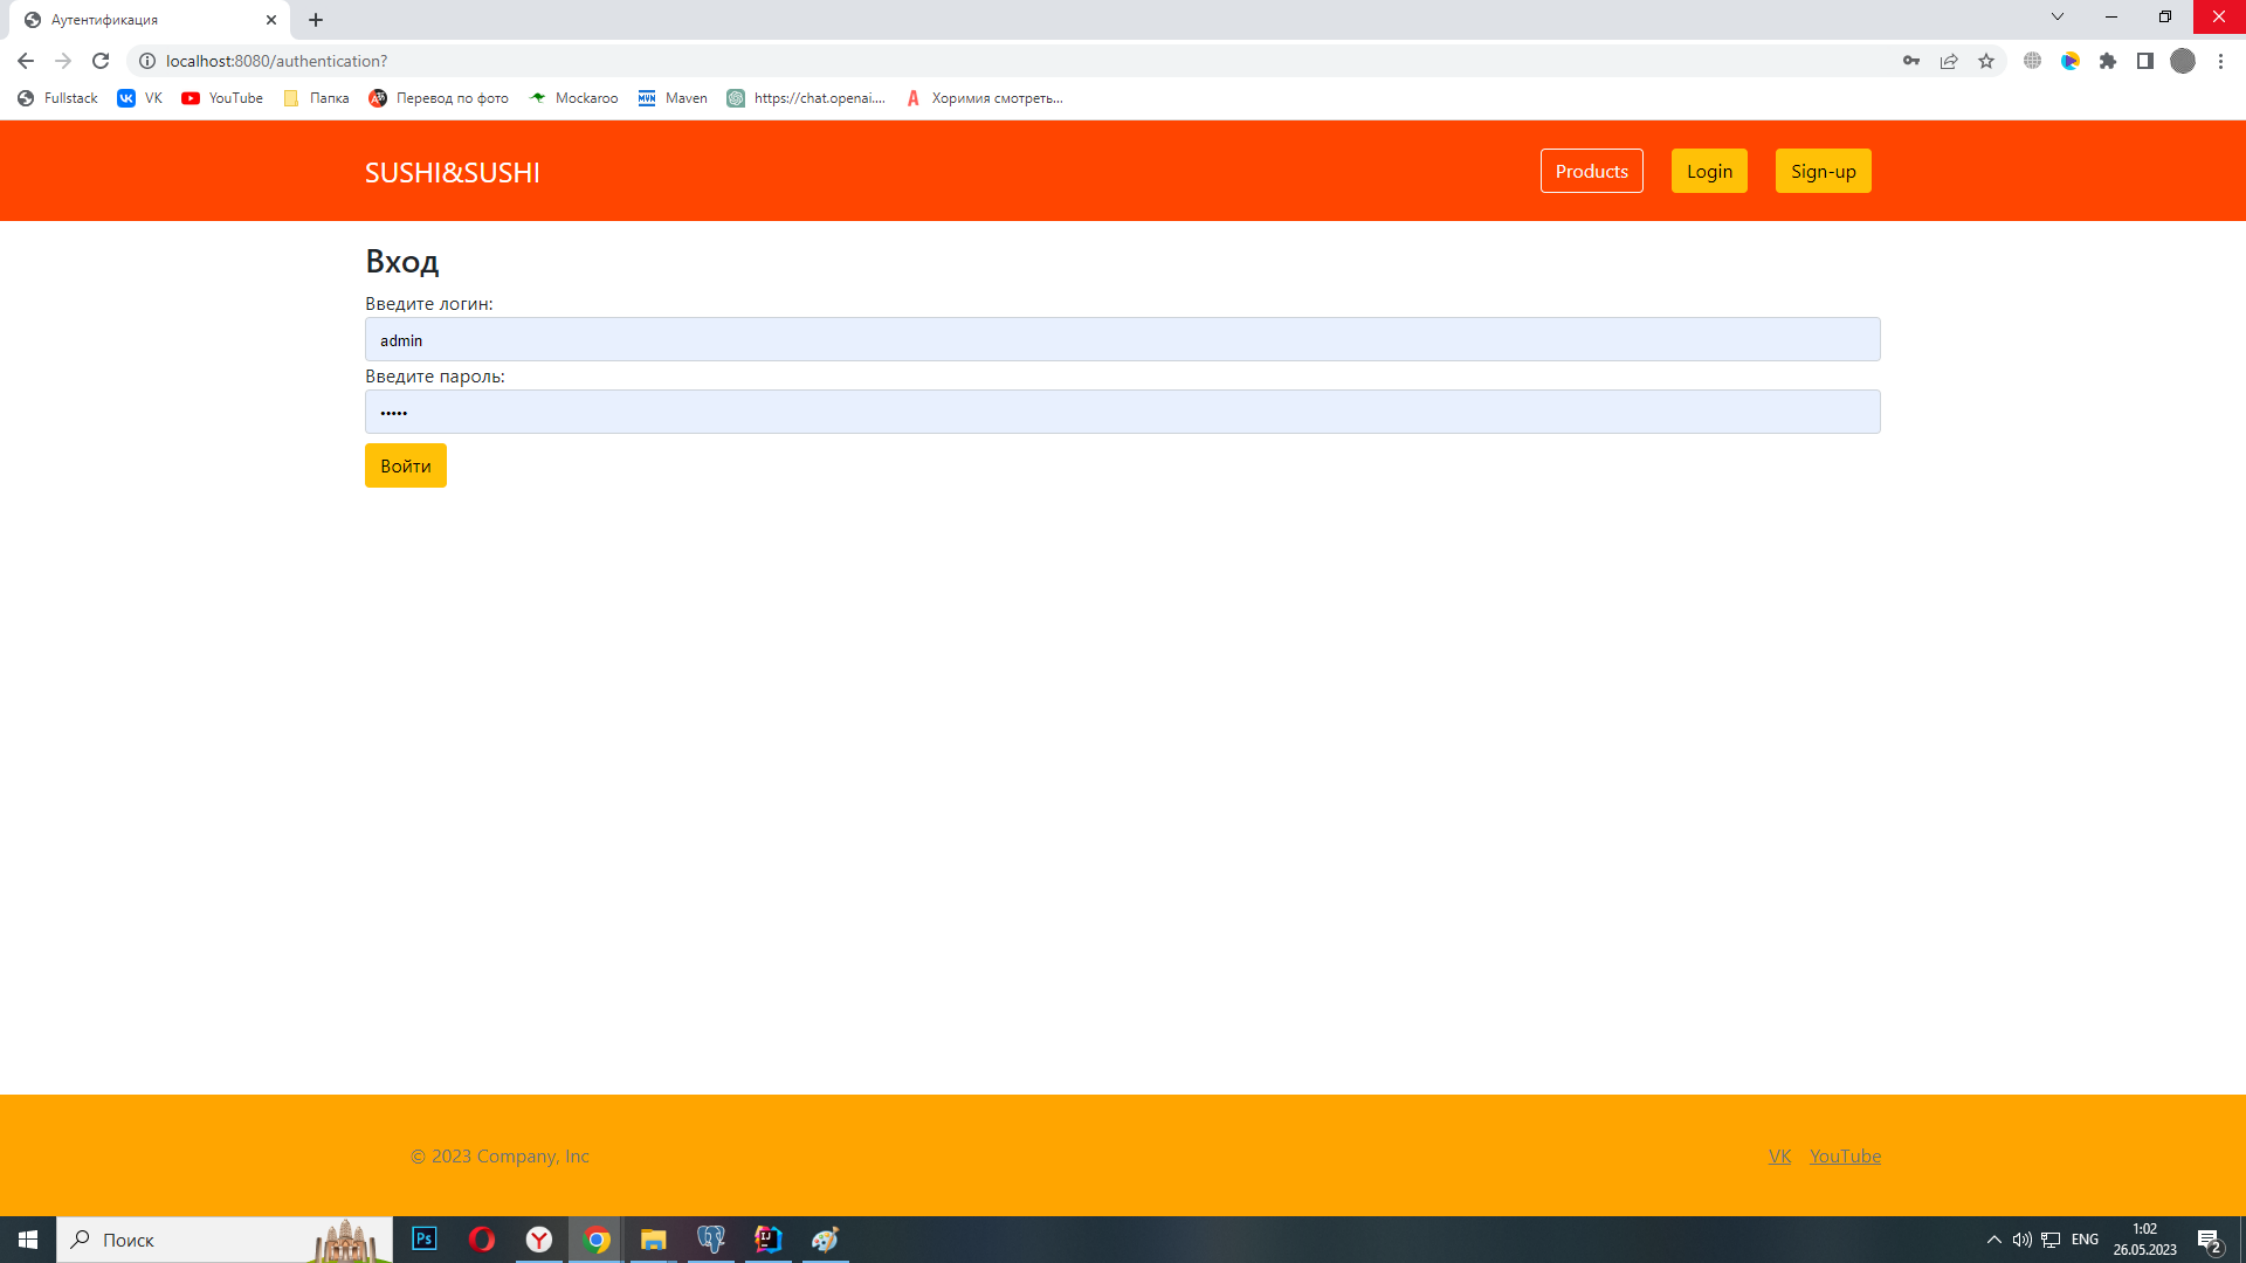 Аутентификация
localhost:8080/authentication?
Fullstack VK YouTube Папка Перевод по фото Mockaroo Maven https://chat.openai.... Хоримия смотреть...
SUSHI&SUSHI Products Login Sign-up
Вход
Введите логин:
admin
Введите пароль:
•••••
Войти
© 2023 Company, Inc VK YouTube
Поиск Ps ENG 1:02
26.05.2023 2